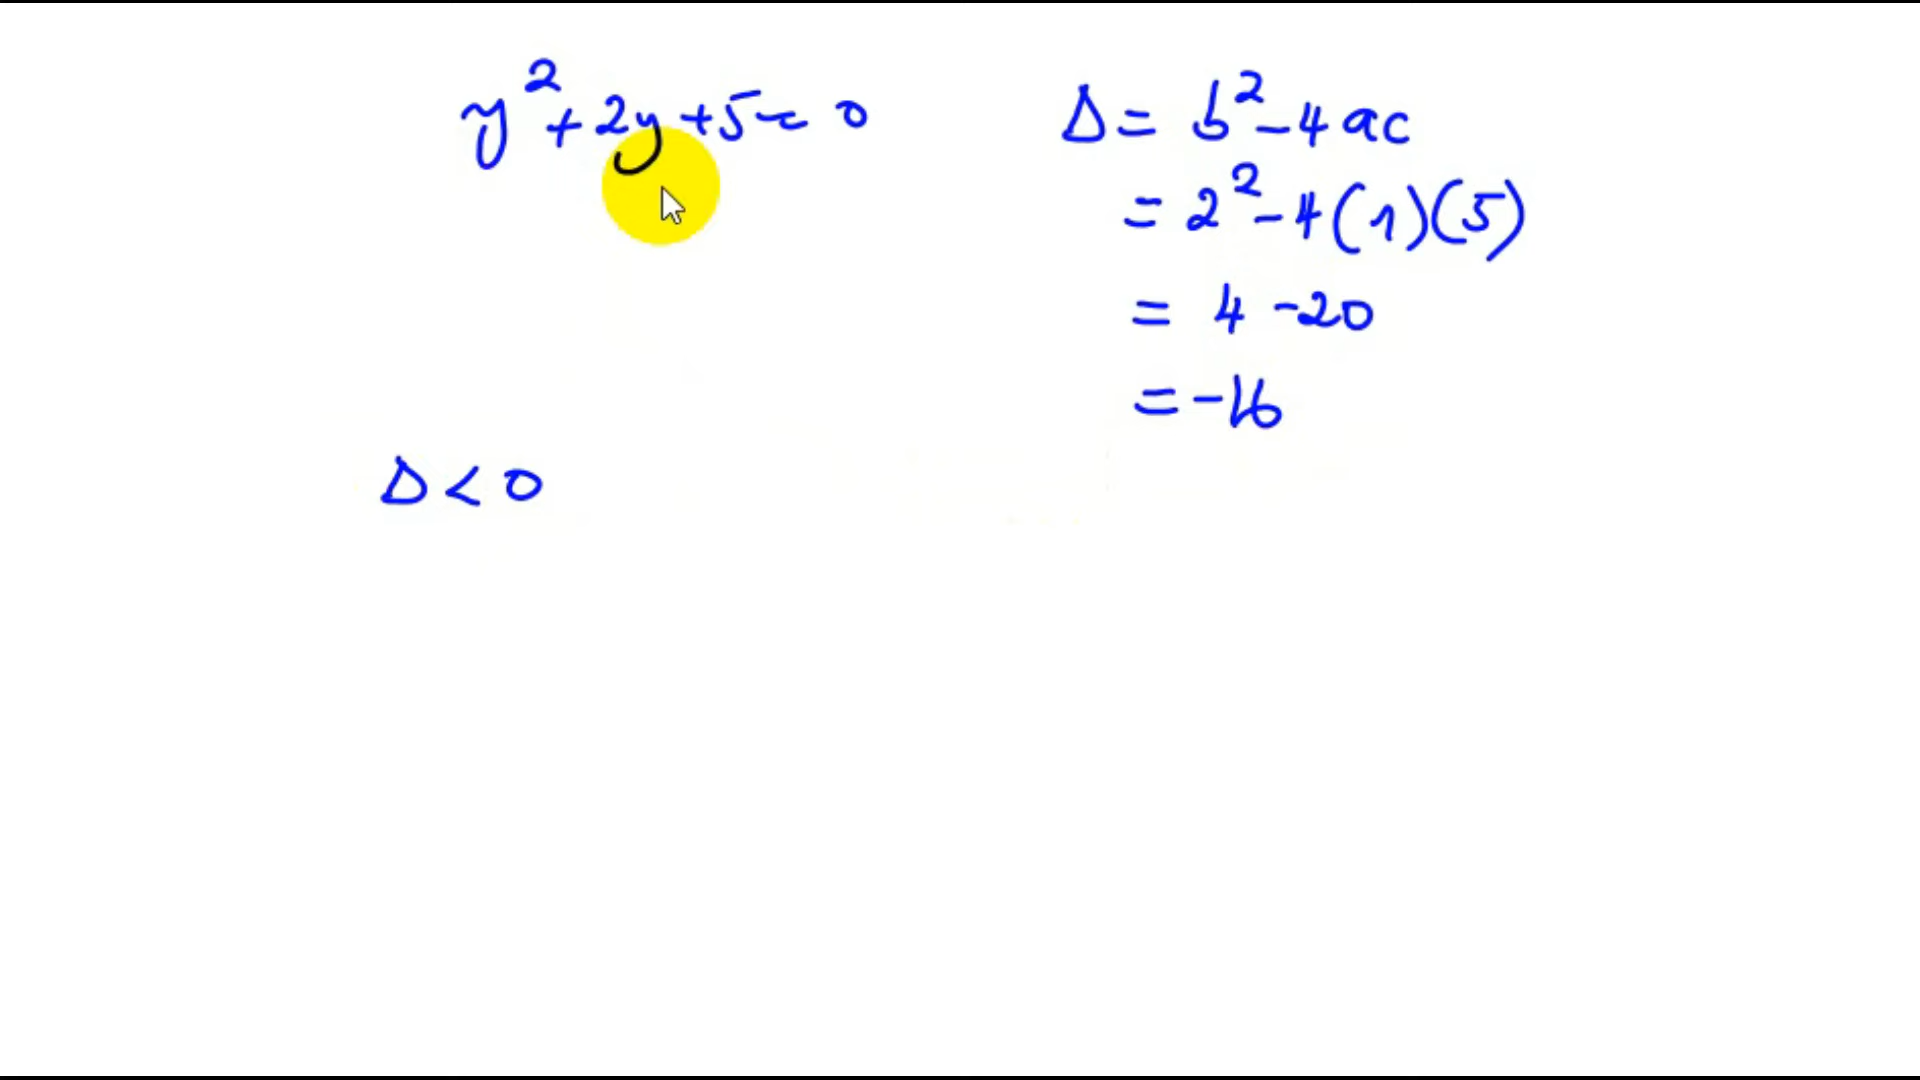 y² + 2y + 5 = 0
Δ = b² - 4ac
= 2² - 4(1)(5)
= 4 - 20
= -16
Δ < 0